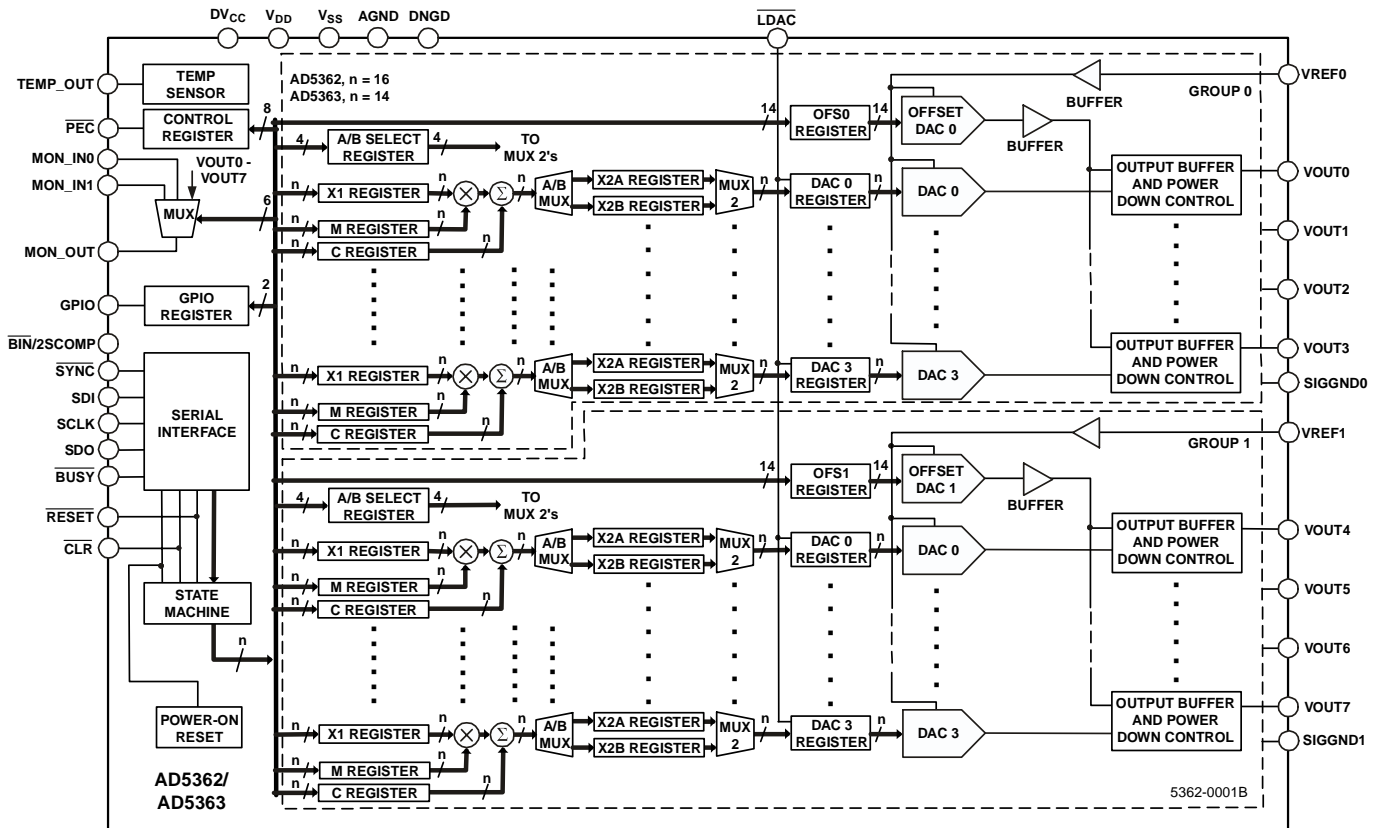 DVCC VDD VSS AGND DNGD LDAC
TEMP_OUT
TEMP
SENSOR
PEC
CONTROL
REGISTER
8
MON_IN0
MON_IN1
VOUT0 -
VOUT7
MUX
6
MON_OUT
GPIO
GPIO
REGISTER
2
BIN/2SCOMP
SYNC
SDI
SCLK
SDO
BUSY
SERIAL
INTERFACE
RESET
CLR
STATE
MACHINE
n
POWER-ON
RESET
AD5362/
AD5363
AD5362, n = 16
AD5363, n = 14
14
OFS0
REGISTER
14
OFFSET
DAC 0
BUFFER
BUFFER
GROUP 0
VREF0
4
A/B SELECT
REGISTER
4
TO
MUX 2's
n
X1 REGISTER
n
×
Σ
n
A/B
MUX
X2A REGISTER
X2B REGISTER
MUX
2
n
DAC 0
REGISTER
n
DAC 0
OUTPUT BUFFER
AND POWER
DOWN CONTROL
VOUT0
n
M REGISTER
n
n
C REGISTER
n
VOUT1
VOUT2
n
X1 REGISTER
n
×
Σ
n
A/B
MUX
X2A REGISTER
X2B REGISTER
MUX
2
n
DAC 3
REGISTER
n
DAC 3
OUTPUT BUFFER
AND POWER
DOWN CONTROL
VOUT3
SIGGND0
n
M REGISTER
n
n
C REGISTER
n
14
OFS1
REGISTER
14
OFFSET
DAC 1
BUFFER
GROUP 1
VREF1
4
A/B SELECT
REGISTER
4
TO
MUX 2's
n
X1 REGISTER
n
×
Σ
n
A/B
MUX
X2A REGISTER
X2B REGISTER
MUX
2
n
DAC 0
REGISTER
n
DAC 0
OUTPUT BUFFER
AND POWER
DOWN CONTROL
VOUT4
n
M REGISTER
n
n
C REGISTER
n
VOUT5
VOUT6
n
X1 REGISTER
n
×
Σ
n
A/B
MUX
X2A REGISTER
X2B REGISTER
MUX
2
n
DAC 3
REGISTER
n
DAC 3
OUTPUT BUFFER
AND POWER
DOWN CONTROL
VOUT7
SIGGND1
n
M REGISTER
n
n
C REGISTER
n
5362-0001B